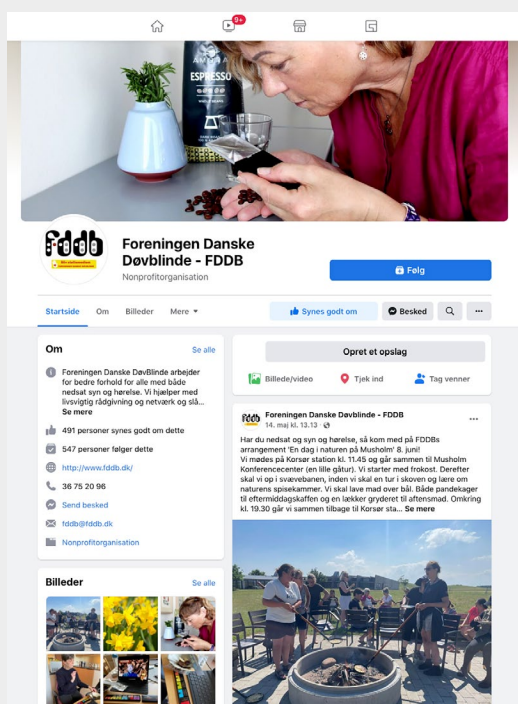 9+
AMOKKA
ESPRESSO
fddb
Foreningen Danske
Døvblinde - FDDB
Nonprofitorganisation
Følg
Startside
Om
Billeder
Mere
Synes godt om
Besked
Om
Se alle
Foreningen Danske DøvBlinde arbejder
for bedre forhold for alle med både
nedsat syn og hørelse. Vi hjælper med
livsvigtig rådgivning og netværk og slå...
Se mere
491 personer synes godt om dette
547 personer følger dette
http://www.fddb.dk/
36 75 20 96
Send besked
fddb@fddb.dk
Nonprofitorganisation
Billeder
Se alle
Opret et opslag
Billede/video
Tjek ind
Tag venner
fddb
Foreningen Danske Døvblinde - FDDB
14. maj kl. 13.13
Har du nedsat og syn og hørelse, så kom med på FDDBs
arrangement 'En dag i naturen på Musholm' 8. juni!
Vi mødes på Korsør station kl. 11.45 og går sammen til Musholm
Konferencecenter (en lille gåtur). Vi starter med frokost. Derefter
skal vi op i svævebanen, inden vi skal en tur i skoven og lære om
naturens spisekammer. Vi skal lave mad over bål. Både pandekager
til eftermiddagskaffen og en lækker gryderet til aftensmad. Omkring
kl. 19.30 går vi sammen tilbage til Korsør sta... Se mere